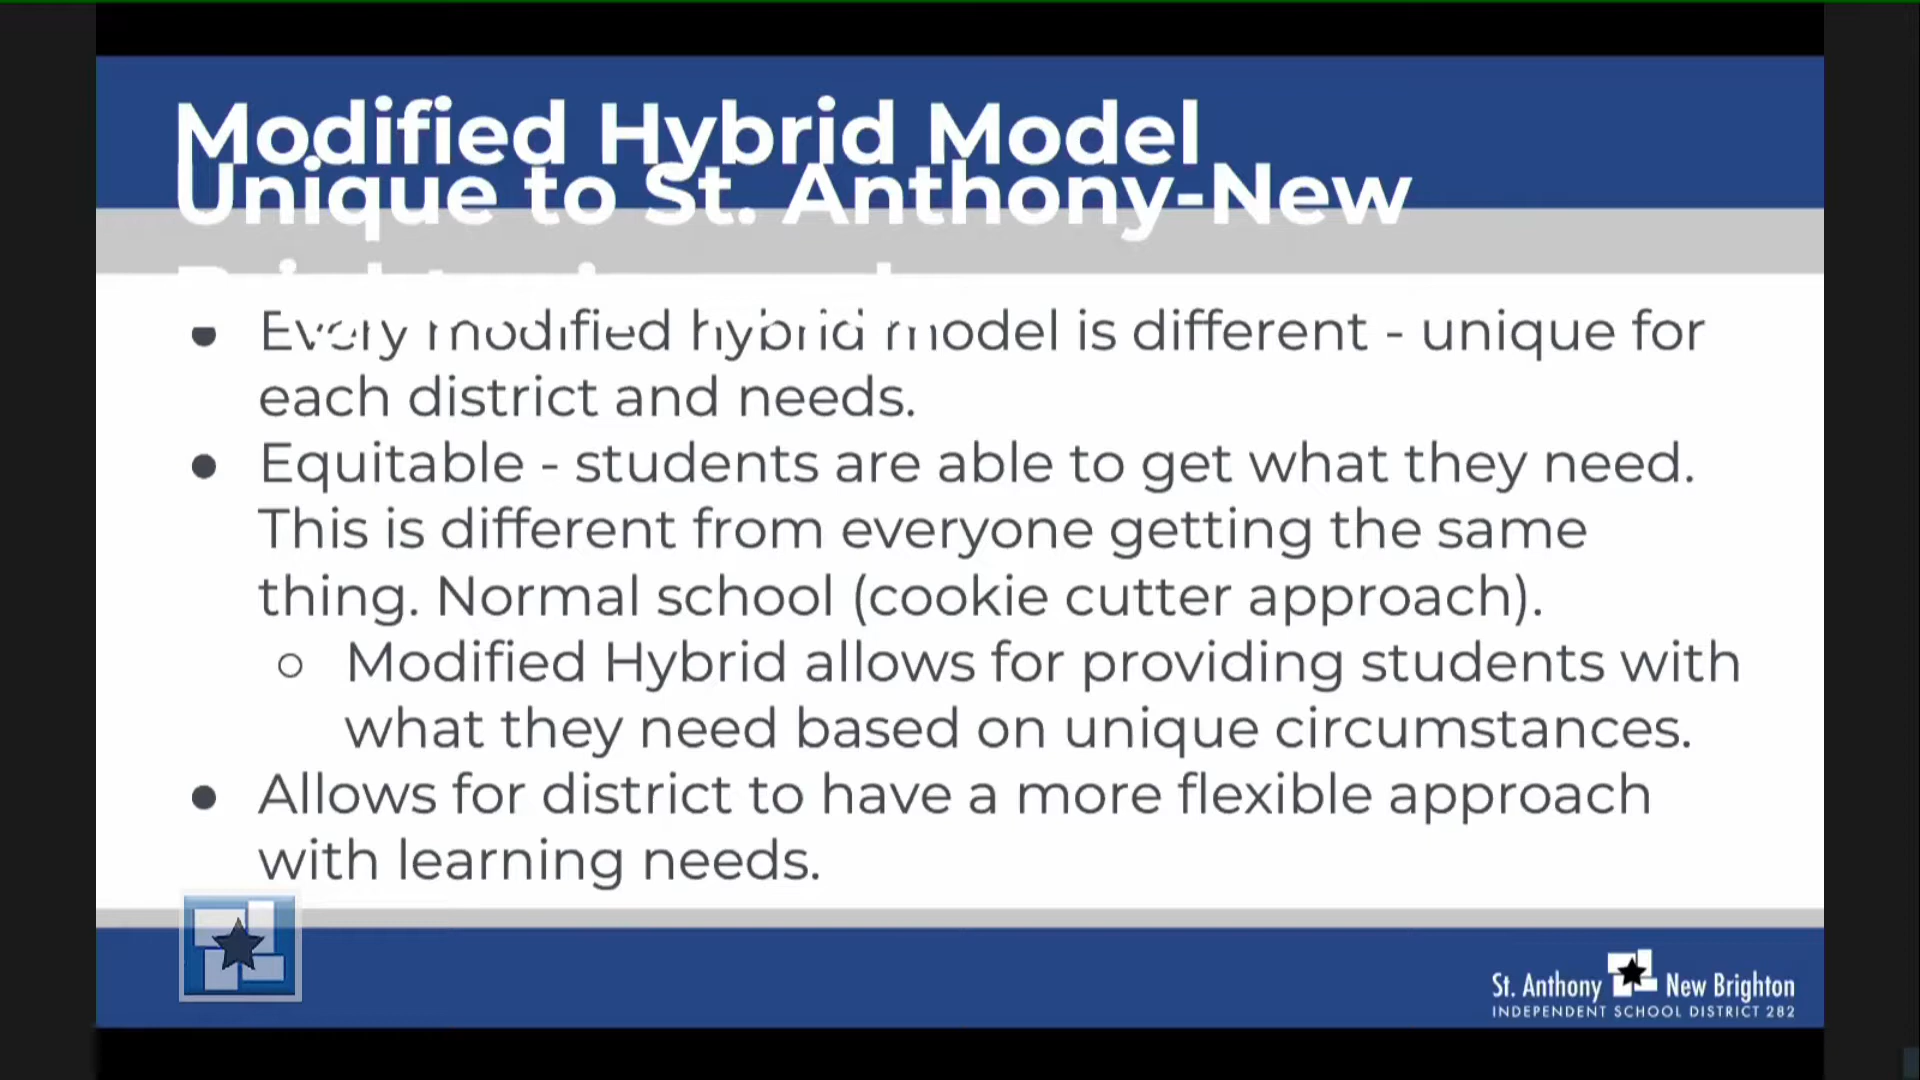 Modified Hybrid Model
Unique to St. Anthony-New
● Every modified hybrid model is different - unique for
each district and needs.
● Equitable - students are able to get what they need.
This is different from everyone getting the same
thing. Normal school (cookie cutter approach).
○ Modified Hybrid allows for providing students with
what they need based on unique circumstances.
● Allows for district to have a more flexible approach
with learning needs.
St. Anthony New Brighton
INDEPENDENT SCHOOL DISTRICT 282